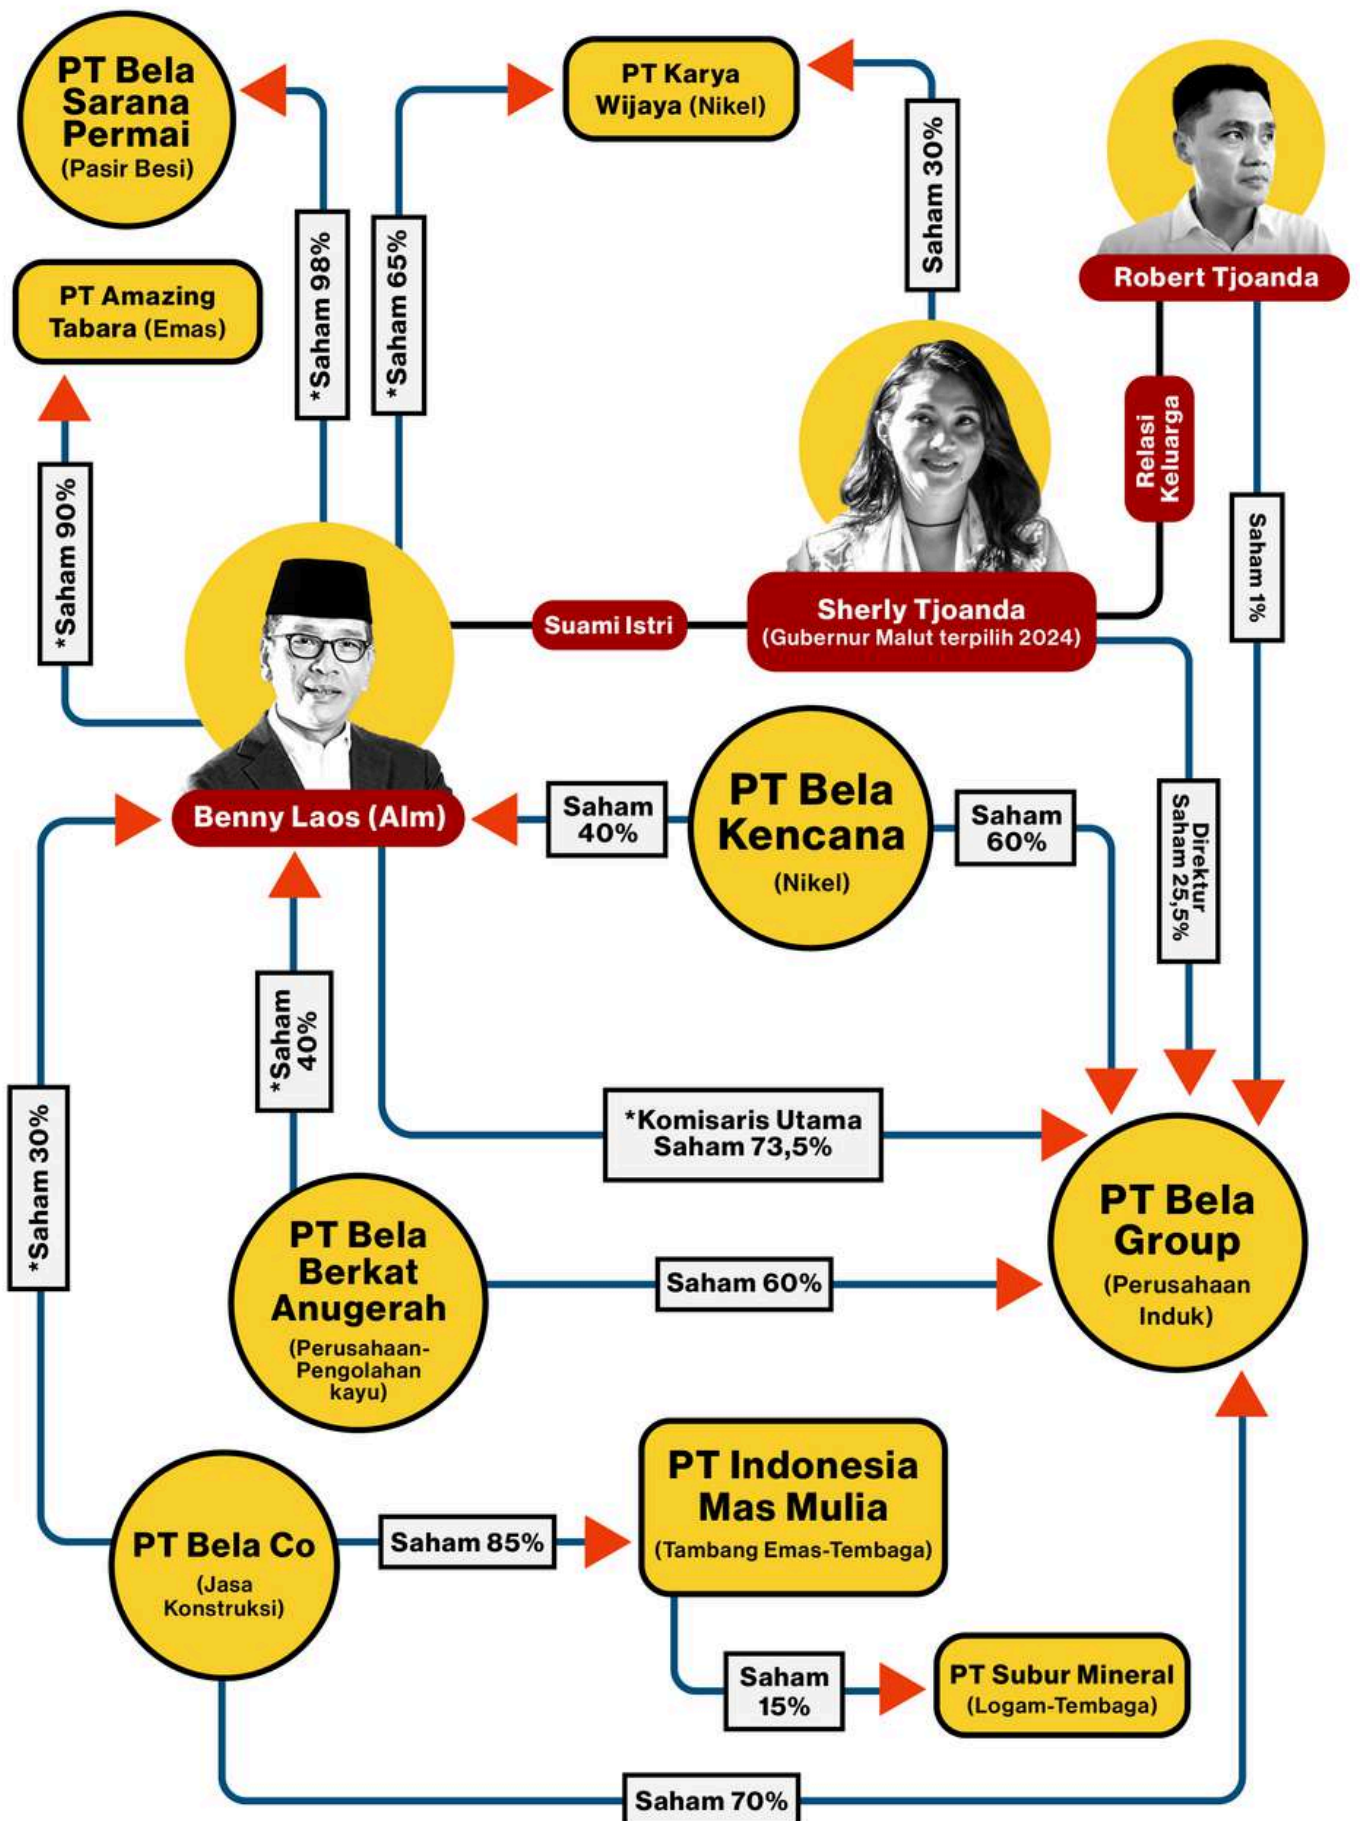 PT Bela
Sarana
Permai
(Pasir Besi)
PT Karya
Wijaya (Nikel)
Saham 30%
Robert Tjoanda
PT Amazing
Tabara (Emas)
*Saham 98%
*Saham 65%
Relasi
Keluarga
Saham 1%
*Saham 90%
Suami Istri
Sherly Tjoanda
(Gubernur Malut terpilih 2024)
Benny Laos (Alm)
Saham
40%
PT Bela
Kencana
(Nikel)
Saham
60%
Direktur
Saham 25,5%
*Saham
40%
*Saham 30%
*Komisaris Utama
Saham 73,5%
PT Bela
Group
(Perusahaan
Induk)
PT Bela
Berkat
Anugerah
(Perusahaan-
Pengolahan
kayu)
Saham 60%
PT Bela Co
(Jasa
Konstruksi)
Saham 85%
PT Indonesia
Mas Mulia
(Tambang Emas-Tembaga)
Saham
15%
PT Subur Mineral
(Logam-Tembaga)
Saham 70%